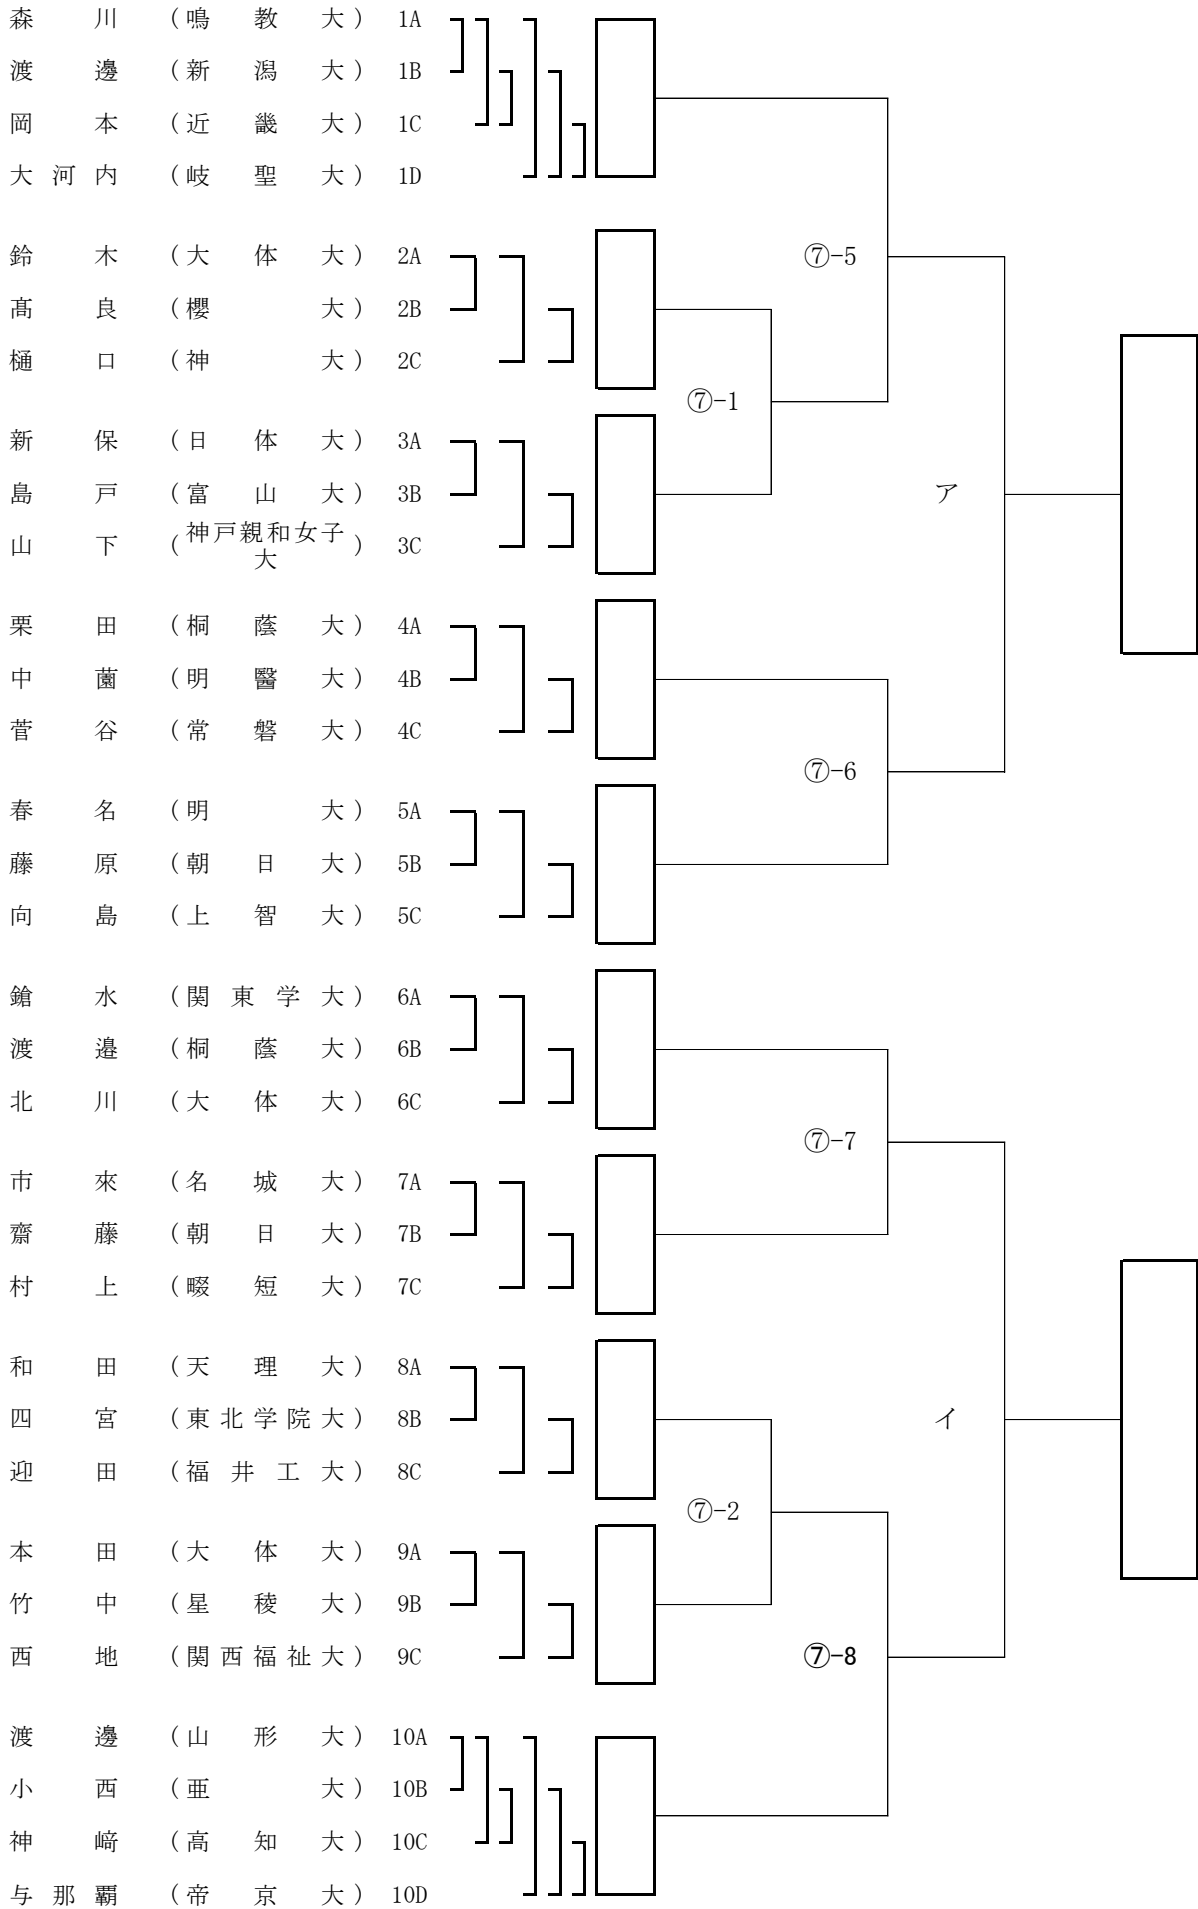 森川（鳴教大）1A
渡邊（新潟大）1B
岡本（近畿大）1C
大河内（岐聖大）1D
鈴木（大体大）2A
⑦-5
髙良（櫻大）2B
樋口（神大）2C
⑦-1
新保（日体大）3A
島戸（富山大）3B
ア
山下（神戸親和女子大）3C
栗田（桐蔭大）4A
中薗（明醫大）4B
菅谷（常磐大）4C
⑦-6
春名（明大）5A
藤原（朝日大）5B
向島（上智大）5C
鎗水（関東学大）6A
渡邉（桐蔭大）6B
北川（大体大）6C
⑦-7
市來（名城大）7A
齋藤（朝日大）7B
村上（畷短大）7C
和田（天理大）8A
四宮（東北学院大）8B
イ
迎田（福井工大）8C
⑦-2
本田（大体大）9A
竹中（星稜大）9B
西地（関西福祉大）9C
⑦-8
渡邊（山形大）10A
小西（亜大）10B
神﨑（高知大）10C
与那覇（帝京大）10D